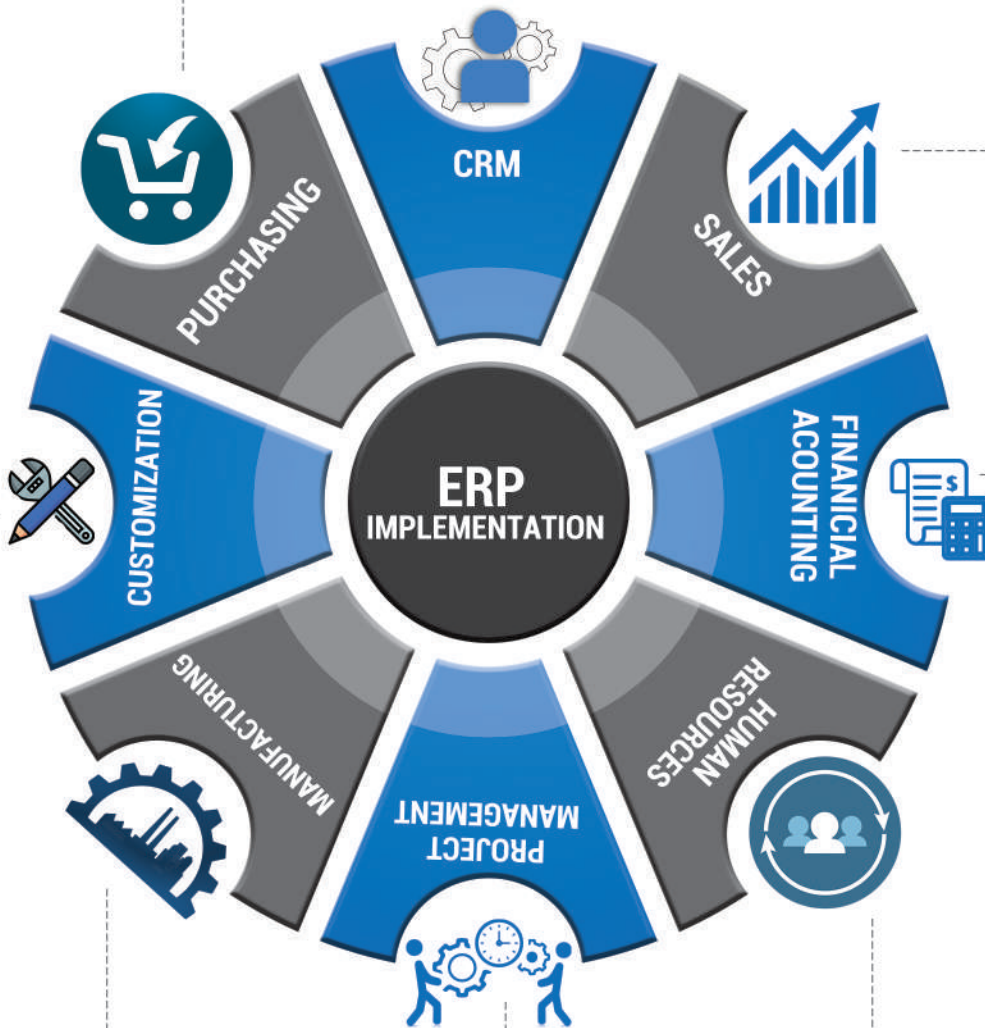 CRM
SALES
FINANICIAL
ACOUNTING
HUMAN
RESOURCES
PROJECT
MANAGEMENT
MANUFACTURING
CUSTOMIZATION
PURCHASING
ERP
IMPLEMENTATION
$